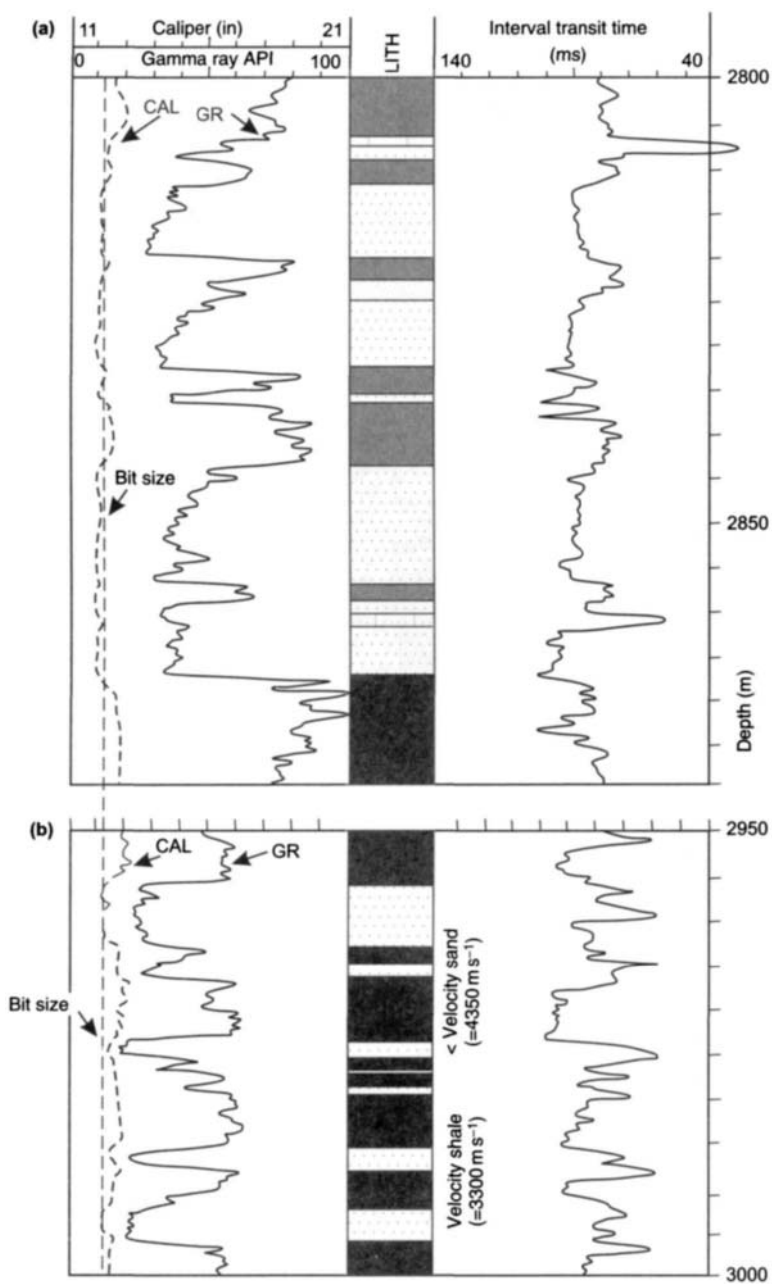 (a)
11 Caliper (in) 21
0 Gamma ray API 100
LITH
Interval transit time
(ms)
140 40
2800
CAL
GR
Bit size
2850
Depth (m)
(b)
2950
CAL
GR
Bit size
< Velocity sand
(=4350 m s⁻¹)
Velocity shale
(=3300 m s⁻¹)
3000